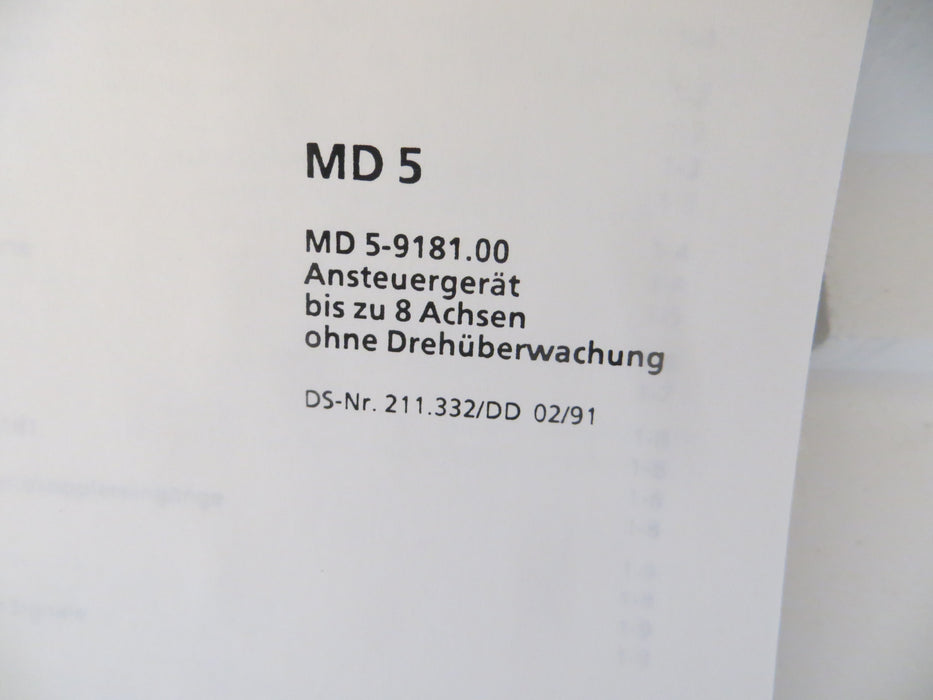 MD 5
MD 5-9181.00
Ansteuergerät
bis zu 8 Achsen
ohne Drehüberwachung
DS-Nr. 211.332/DD 02/91